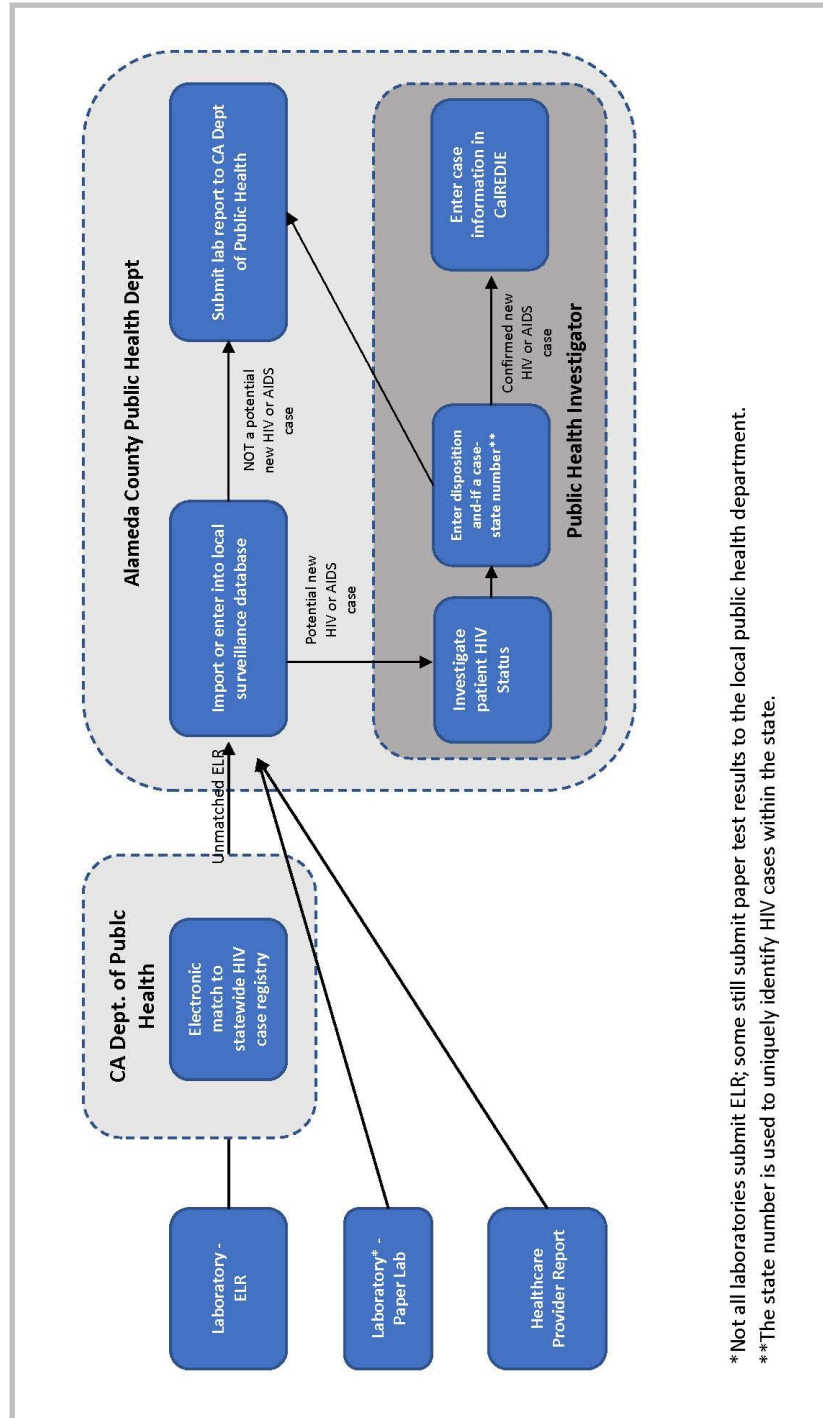 Alameda County Public Health Dept
CA Dept. of Publc
Health
Laboratory -
ELR
Electronic
match to
statewide HIV
case registry
Unmatched ELR
Import or enter into local
surveillance database
NOT a potential
new HIV or AIDS
case
Submit lab report to CA Dept
of Public Health
Potential new
HIV or AIDS
case
Laboratory* -
Paper Lab
Healthcare
Provider Report
Investigate
patient HIV
Status
Enter disposition
and-if a case-
state number**
Confirmed new
HIV or AIDS
case
Enter case
information in
CalREDIE
Public Health Investigator
*Not all laboratories submit ELR; some still submit paper test results to the local public health department.
**The state number is used to uniquely identify HIV cases within the state.